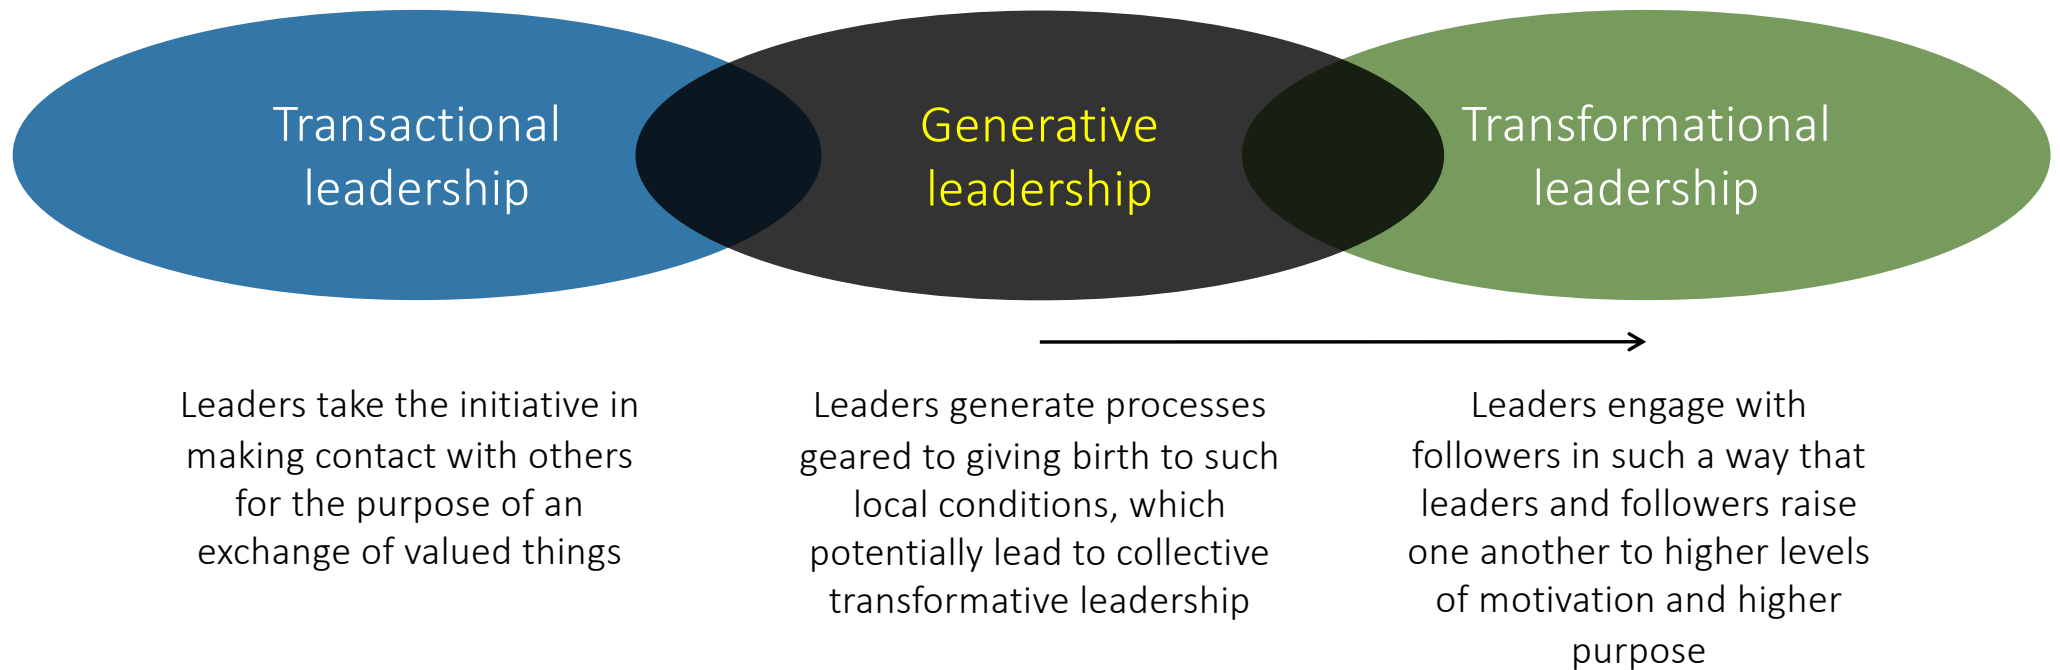 Transactional
leadership
Generative
leadership
Transformational
leadership
Leaders take the initiative in
making contact with others
for the purpose of an
exchange of valued things
Leaders generate processes
geared to giving birth to such
local conditions, which
potentially lead to collective
transformative leadership
Leaders engage with
followers in such a way that
leaders and followers raise
one another to higher levels
of motivation and higher
purpose